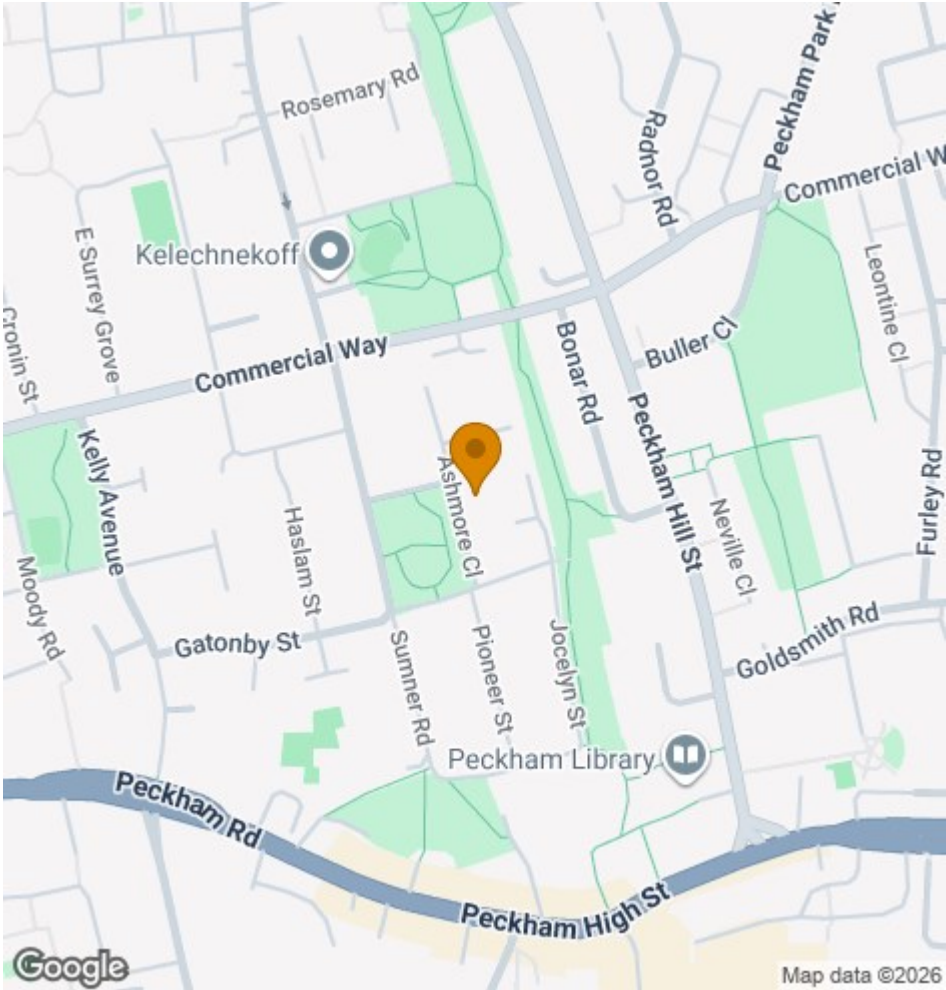 Rosemary Rd
Radnor Rd
Peckham Park
Commercial W
Kelechnekoff
E Surrey Grove
Leontine Cl
Cronin St
Commercial Way
Bonar Rd
Buller Cl
Kelly Avenue
Peckham Hill St
Ashmore Cl
Haslam St
Neville Cl
Furley Rd
Moody Rd
Gatonby St
Sumner Rd
Pioneer St
Jocelyn St
Goldsmith Rd
Peckham Library
Peckham Rd
Peckham High St
Google
Map data ©2026